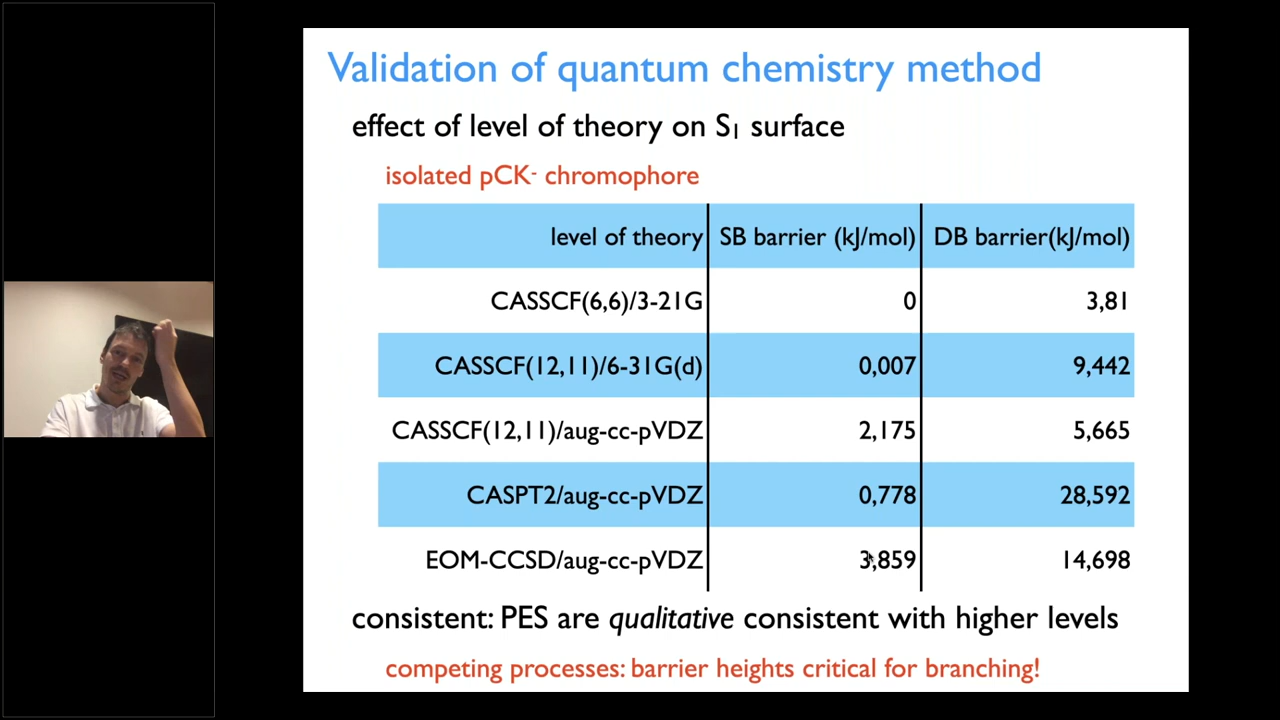 Validation of quantum chemistry method
effect of level of theory on S₁ surface
isolated pCK⁻ chromophore
level of theory SB barrier (kJ/mol) DB barrier(kJ/mol)
CASSCF(6,6)/3-21G 0 3,81
CASSCF(12,11)/6-31G(d) 0,007 9,442
CASSCF(12,11)/aug-cc-pVDZ 2,175 5,665
CASPT2/aug-cc-pVDZ 0,778 28,592
EOM-CCSD/aug-cc-pVDZ 3,859 14,698
consistent: PES are qualitative consistent with higher levels
competing processes: barrier heights critical for branching!